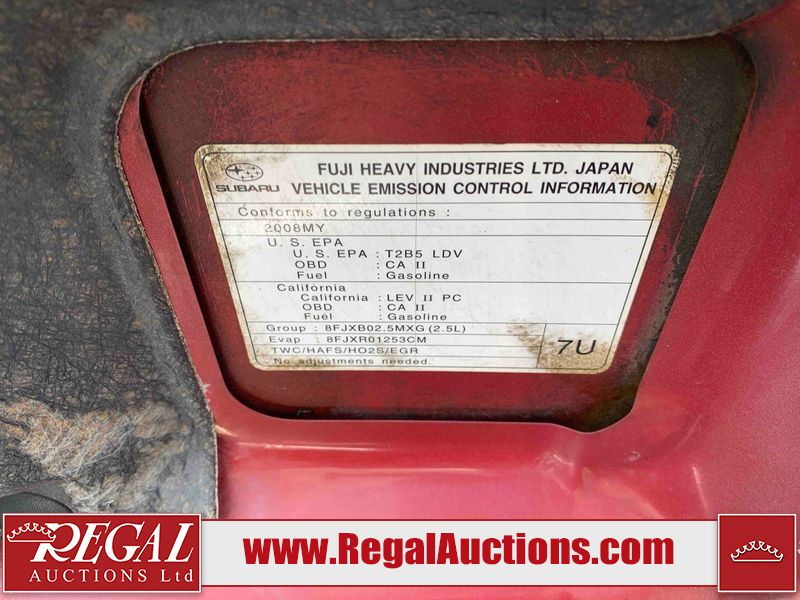 FUJI HEAVY INDUSTRIES LTD. JAPAN
SUBARU VEHICLE EMISSION CONTROL INFORMATION
Conforms to regulations :
2008MY
U. S. EPA
U. S. EPA : T2B5 LDV
OBD : CA II
Fuel : Gasoline
California
California : LEV II PC
OBD : CA II
Fuel : Gasoline
Group : 8FJXB02.5MXG (2.5L)
Evap : 8FJXR01253CM
TWC/HAFS/HO2S/EGR
No adjustments needed.
7U
REGAL
AUCTIONS Ltd
www.RegalAuctions.com